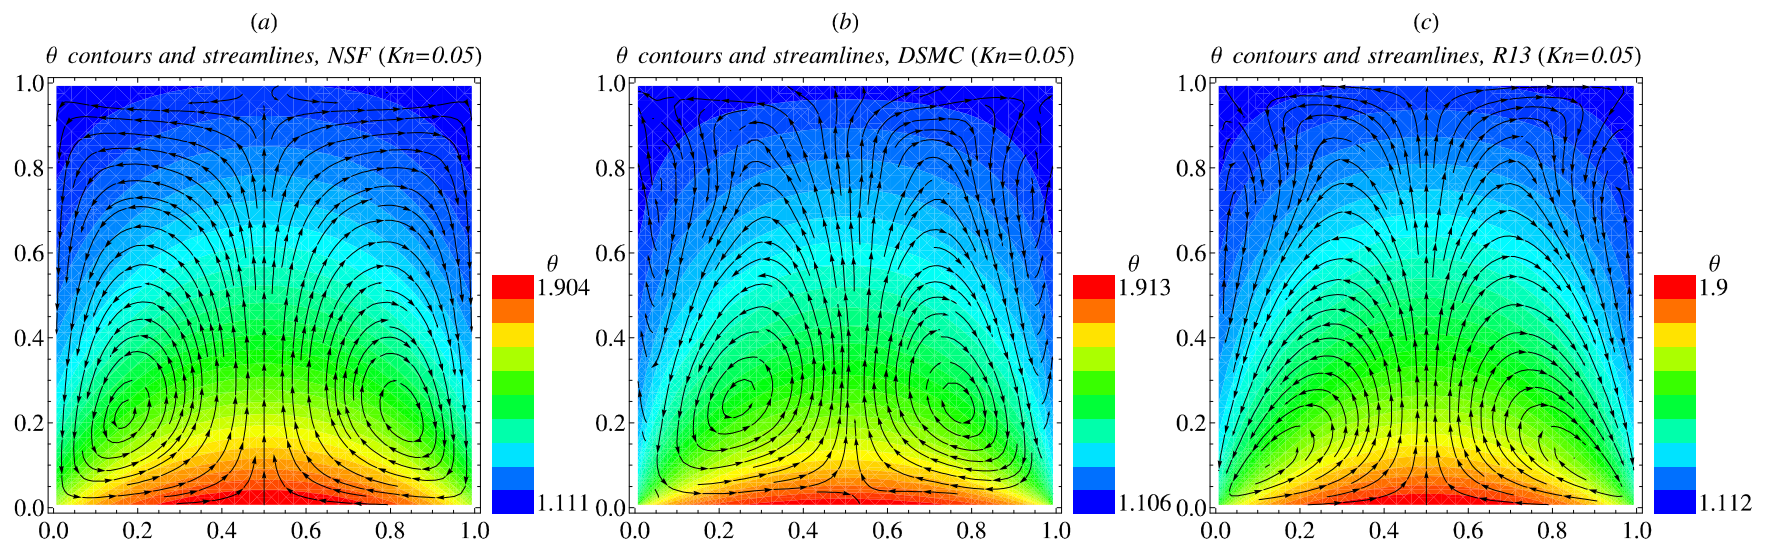 (a)
θ contours and streamlines, NSF (Kn=0.05)
1.0
0.8
0.6
0.4
0.2
0.0
0.0 0.2 0.4 0.6 0.8 1.0
θ
1.904
1.111
(b)
θ contours and streamlines, DSMC (Kn=0.05)
1.0
0.8
0.6
0.4
0.2
0.0
0.0 0.2 0.4 0.6 0.8 1.0
θ
1.913
1.106
(c)
θ contours and streamlines, R13 (Kn=0.05)
1.0
0.8
0.6
0.4
0.2
0.0
0.0 0.2 0.4 0.6 0.8 1.0
θ
1.9
1.112